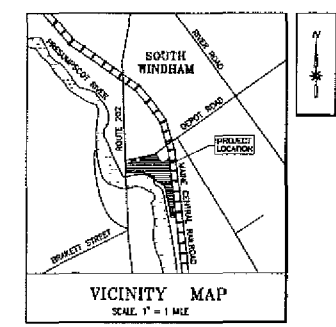 N
SOUTH
WINDHAM
RIVER ROAD
PRESUMPSCOT RIVER
ROUTE 202
DEPOT ROAD
PROJECT
LOCATION
MAINE CENTRAL RAILROAD
BRAKETT STREET
VICINITY MAP
SCALE, 1" = 1 MILE